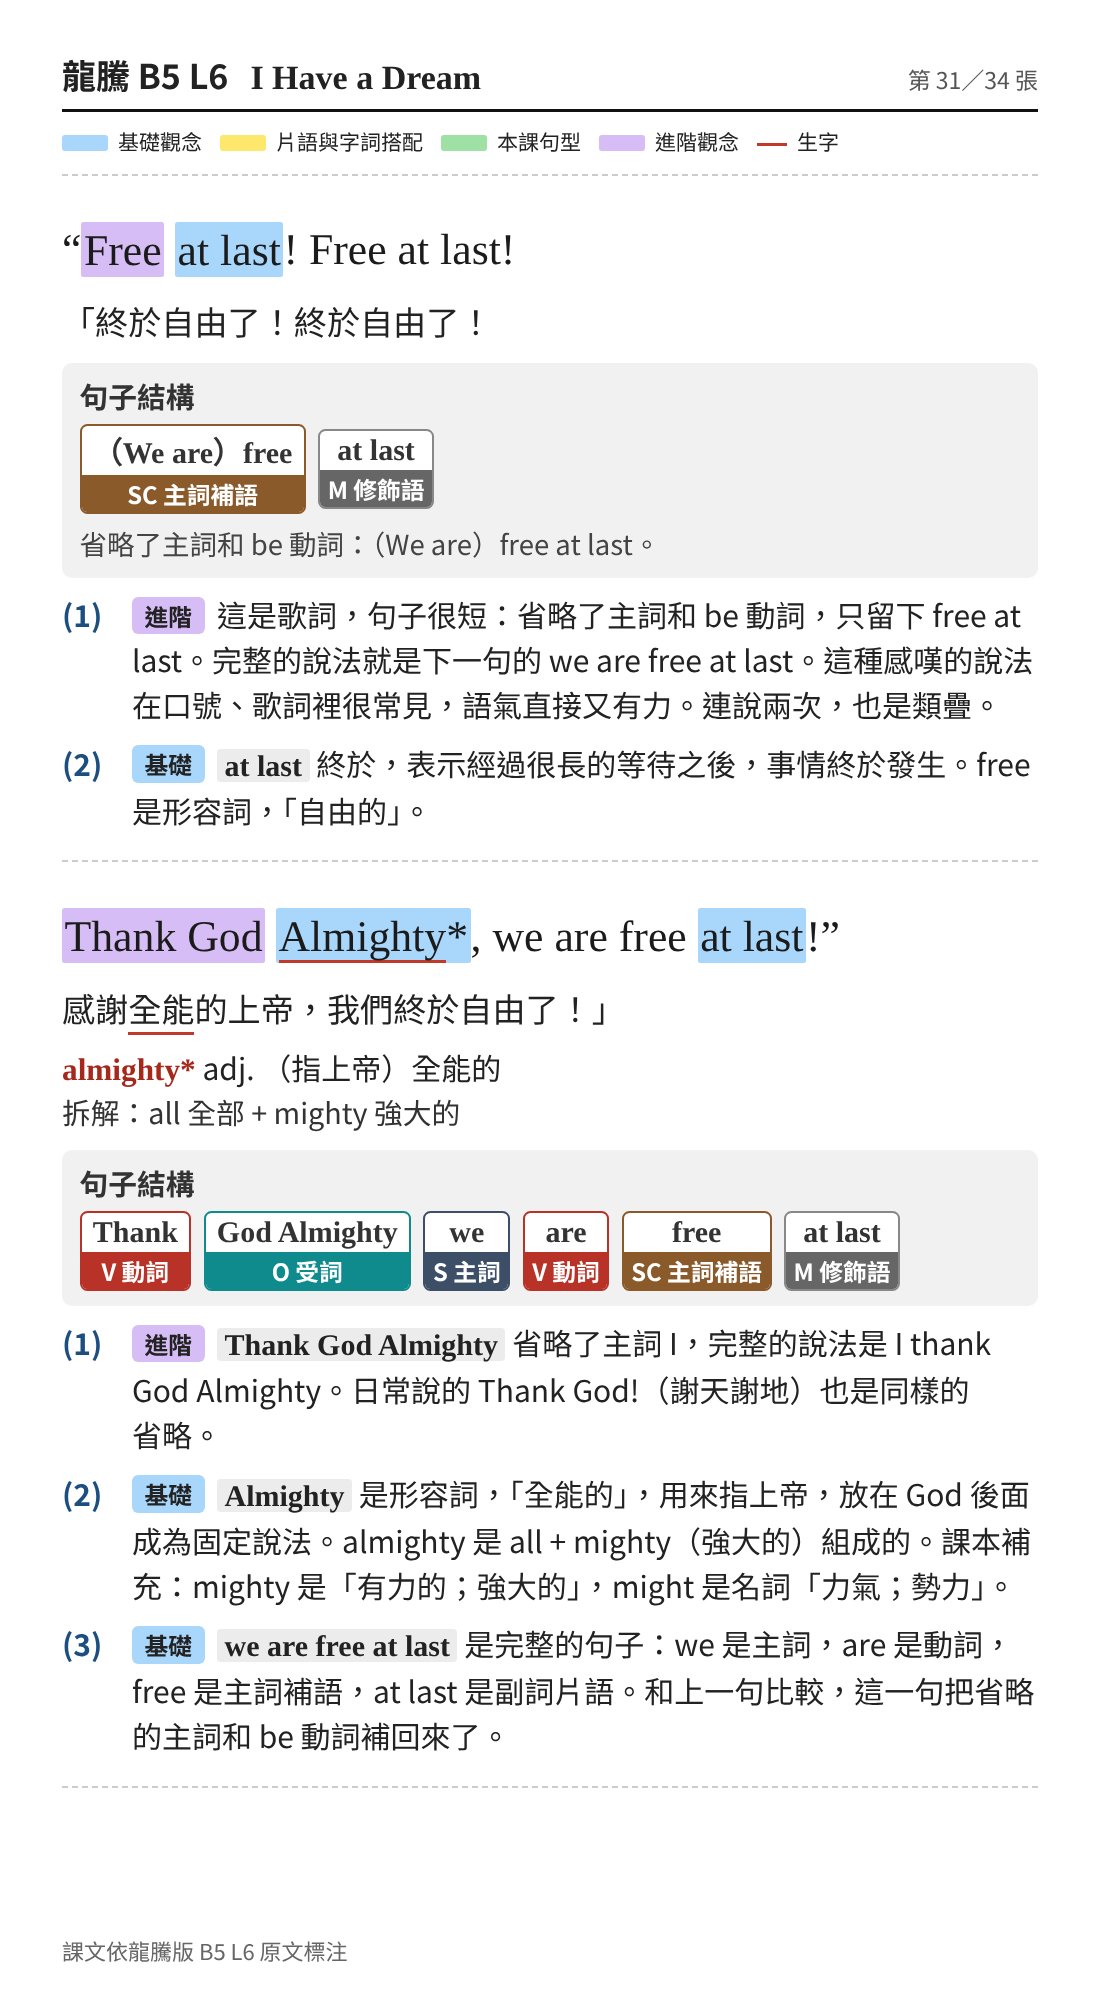 龍騰 B5 L6 I Have a Dream
第 31／34 張
基礎觀念 片語與字詞搭配 本課句型 進階觀念 生字
“Free at last! Free at last!
「終於自由了！終於自由了！
句子結構
（We are）free at last
SC 主詞補語 M 修飾語
省略了主詞和 be 動詞：（We are）free at last。
(1) 進階 這是歌詞，句子很短：省略了主詞和 be 動詞，只留下 free at
last。完整的說法就是下一句的 we are free at last。這種感嘆的說法
在口號、歌詞裡很常見，語氣直接又有力。連說兩次，也是類疊。
(2) 基礎 at last 終於，表示經過很長的等待之後，事情終於發生。free
是形容詞，「自由的」。
Thank God Almighty*, we are free at last!”
感謝全能的上帝，我們終於自由了！」
almighty* adj. （指上帝）全能的
拆解：all 全部 + mighty 強大的
句子結構
Thank God Almighty we are free at last
V 動詞 O 受詞 S 主詞 V 動詞 SC 主詞補語 M 修飾語
(1) 進階 Thank God Almighty 省略了主詞 I，完整的說法是 I thank
God Almighty。日常說的 Thank God!（謝天謝地）也是同樣的
省略。
(2) 基礎 Almighty 是形容詞，「全能的」，用來指上帝，放在 God 後面
成為固定說法。almighty 是 all + mighty（強大的）組成的。課本補
充：mighty 是「有力的；強大的」，might 是名詞「力氣；勢力」。
(3) 基礎 we are free at last 是完整的句子：we 是主詞，are 是動詞，
free 是主詞補語，at last 是副詞片語。和上一句比較，這一句把省略
的主詞和 be 動詞補回來了。
課文依龍騰版 B5 L6 原文標注